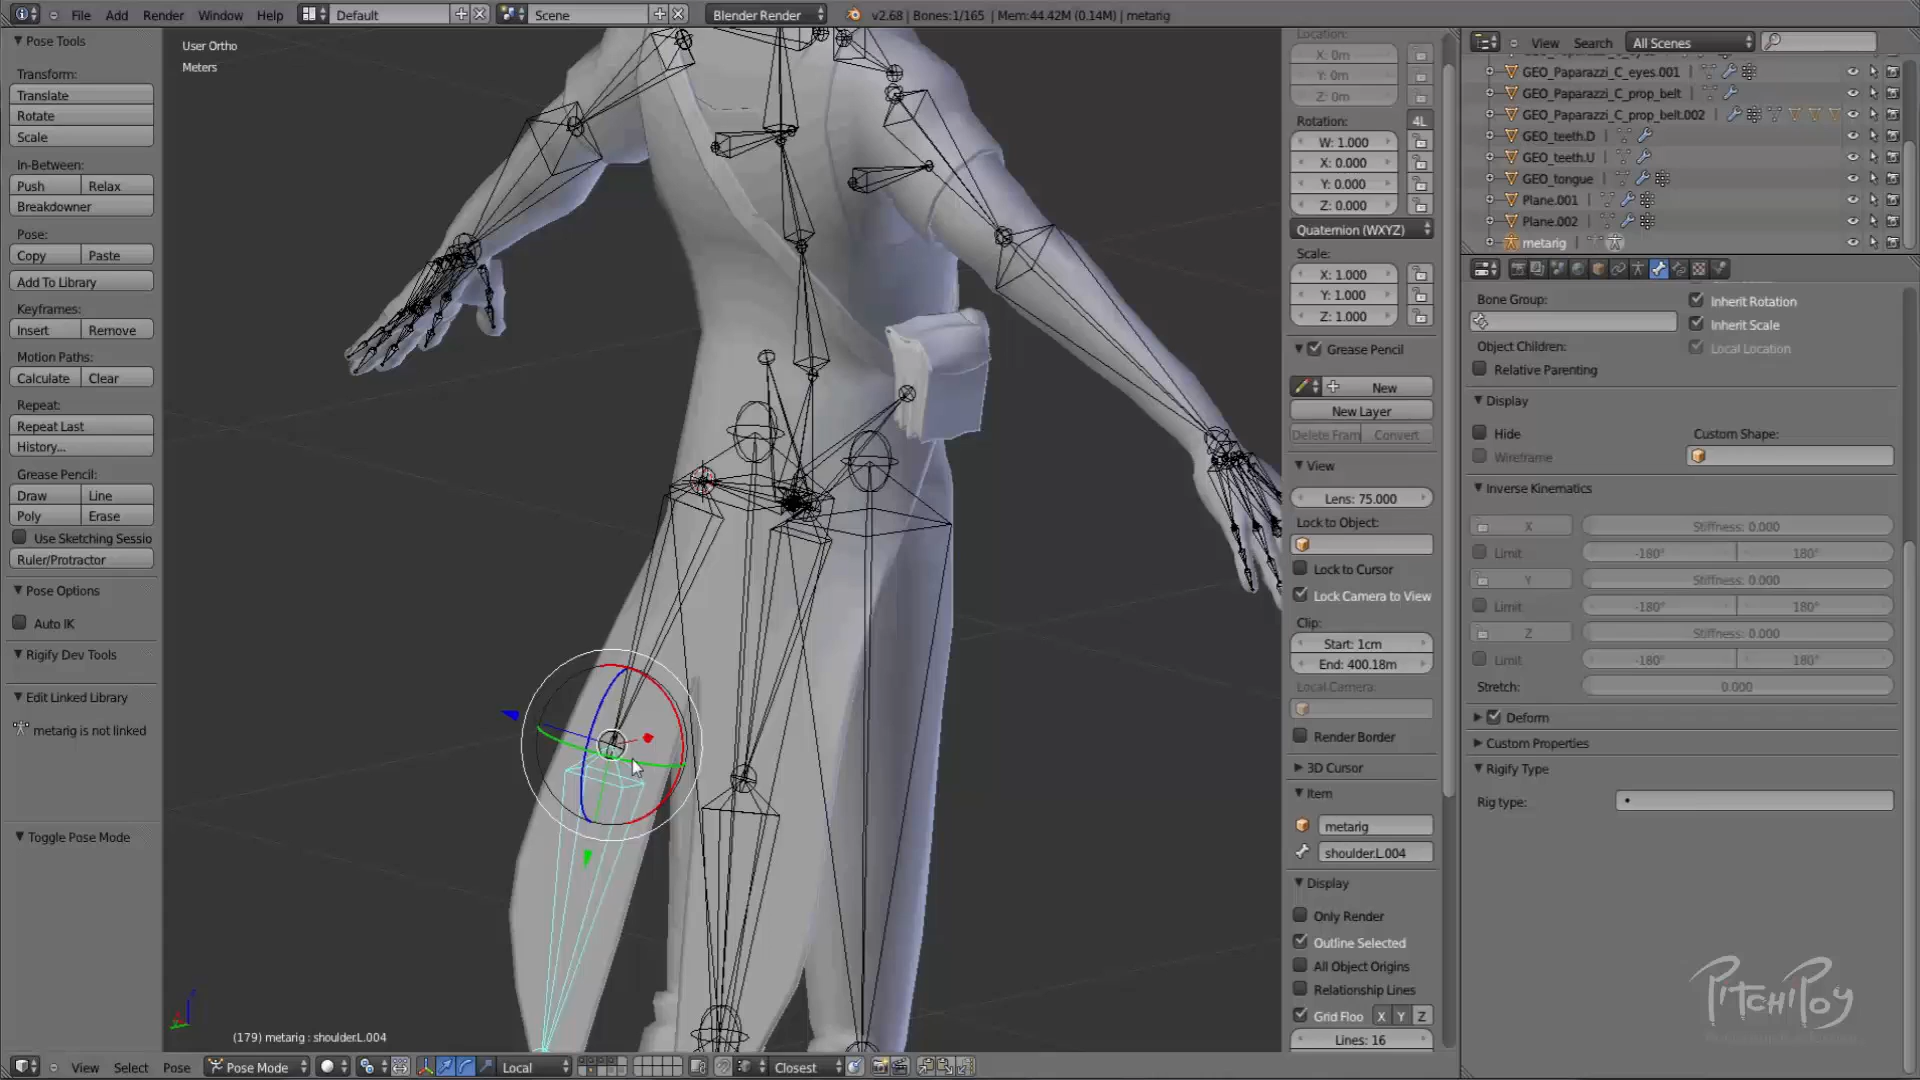 File Add Render Window Help Default Scene Blender Render v2.68 | Bones:1/165 | Mem:44.42M (0.14M) | metarig
Pose Tools
Transform:
Translate
Rotate
Scale
In-Between:
Push Relax
Breakdowner
Pose:
Copy Paste
Add To Library
Keyframes:
Insert Remove
Motion Paths:
Calculate Clear
Repeat:
Repeat Last
History...
Grease Pencil:
Draw Line
Poly Erase
Use Sketching Sessio
Ruler/Protractor
Pose Options
Auto IK
Rigify Dev Tools
Edit Linked Library
metarig is not linked
Toggle Pose Mode
User Ortho
Meters
(179) metarig : shoulder.L.004
View Select Pose Pose Mode Local Closest
Location:
X: 0m
Y: 0m
Z: 0m
Rotation: 4L
W: 1.000
X: 0.000
Y: 0.000
Z: 0.000
Quaternion (WXYZ)
Scale:
X: 1.000
Y: 1.000
Z: 1.000
Grease Pencil
New
New Layer
Delete Fram Convert
View
Lens: 75.000
Lock to Object:
Lock to Cursor
Lock Camera to View
Clip:
Start: 1cm
End: 400.18m
Local Camera:
Render Border
3D Cursor
Item
metarig
shoulder.L.004
Display
Only Render
Outline Selected
All Object Origins
Relationship Lines
Grid Floo X Y Z
Lines: 16
View Search All Scenes
GEO_Paparazzi_C_eyes.001
GEO_Paparazzi_C_prop_belt
GEO_Paparazzi_C_prop_belt.002
GEO_teeth.D
GEO_teeth.U
GEO_tongue
Plane.001
Plane.002
metarig
Bone Group: Inherit Rotation
Inherit Scale
Object Children: Local Location
Relative Parenting
Display
Hide Custom Shape:
Wireframe
Inverse Kinematics
X Stiffness: 0.000
Limit -180° 180°
Y Stiffness: 0.000
Limit -180° 180°
Z Stiffness: 0.000
Limit -180° 180°
Stretch: 0.000
Deform
Custom Properties
Rigify Type
Rig type:
PitchiPoy